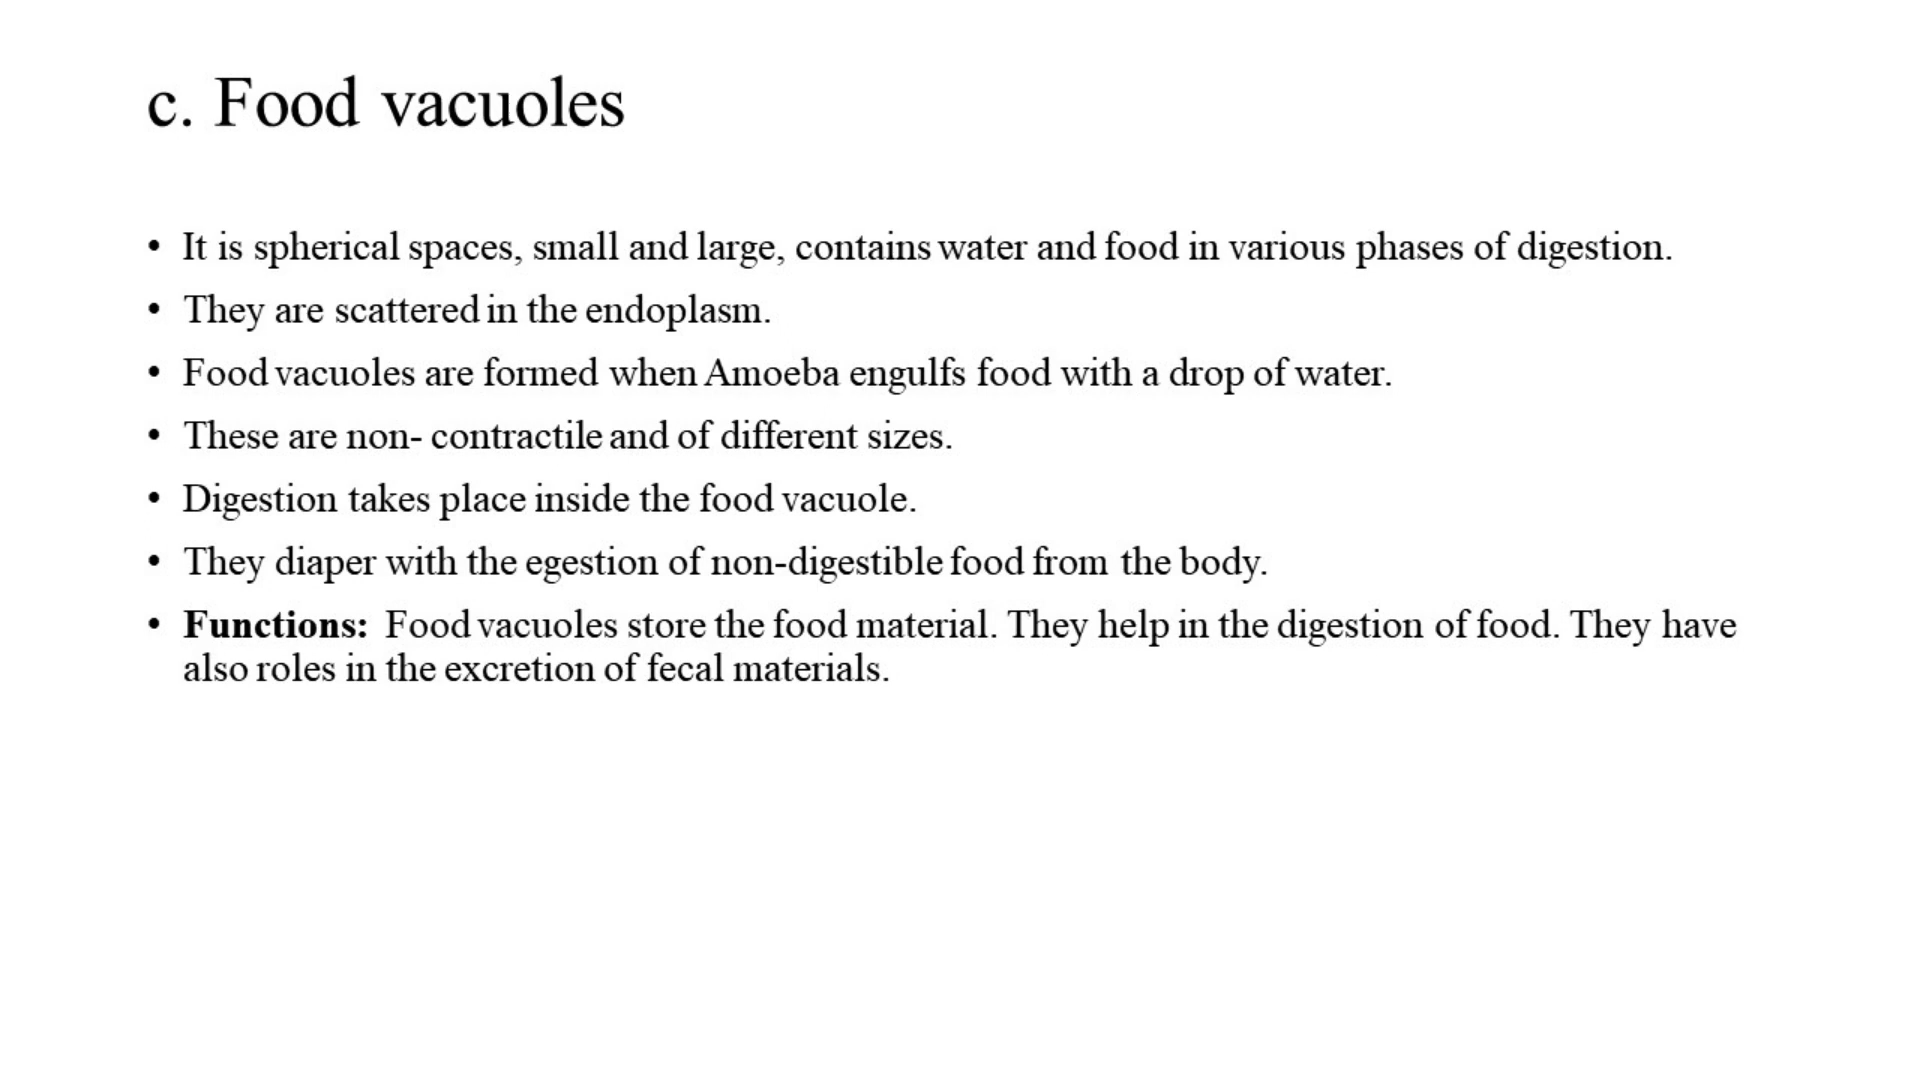 c. Food vacuoles
• It is spherical spaces, small and large, contains water and food in various phases of digestion.
• They are scattered in the endoplasm.
• Food vacuoles are formed when Amoeba engulfs food with a drop of water.
• These are non- contractile and of different sizes.
• Digestion takes place inside the food vacuole.
• They diaper with the egestion of non-digestible food from the body.
• Functions: Food vacuoles store the food material. They help in the digestion of food. They have
also roles in the excretion of fecal materials.